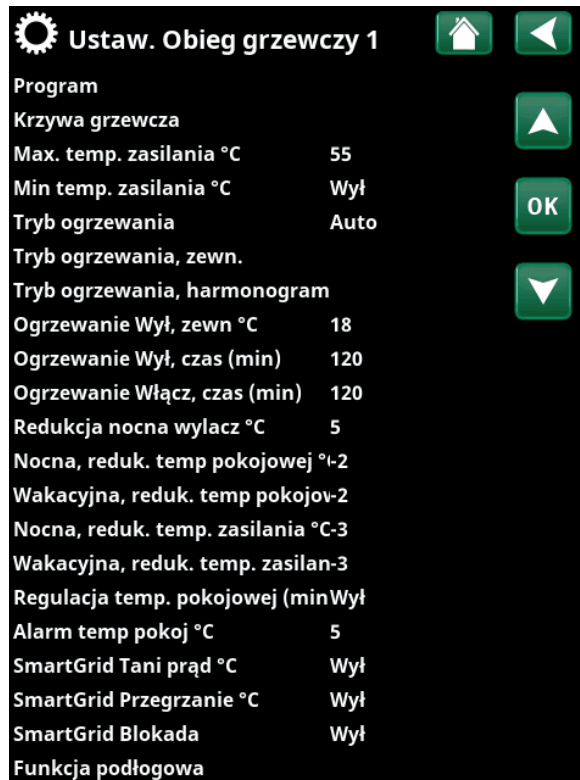 Ustaw. Obieg grzewczy 1
Program
Krzywa grzewcza
Max. temp. zasilania °C 55
Min temp. zasilania °C Wył
Tryb ogrzewania Auto
Tryb ogrzewania, zewn.
Tryb ogrzewania, harmonogram
Ogrzewanie Wył, zewn °C 18
Ogrzewanie Wył, czas (min) 120
Ogrzewanie Włącz, czas (min) 120
Redukcja nocna wylacz °C 5
Nocna, reduk. temp pokojowej °(-2
Wakacyjna, reduk. temp pokojov-2
Nocna, reduk. temp. zasilania °C-3
Wakacyjna, reduk. temp. zasilan-3
Regulacja temp. pokojowej (min Wył
Alarm temp pokoj °C 5
SmartGrid Tani prąd °C Wył
SmartGrid Przegrzanie °C Wył
SmartGrid Blokada Wył
Funkcja podłogowa
OK